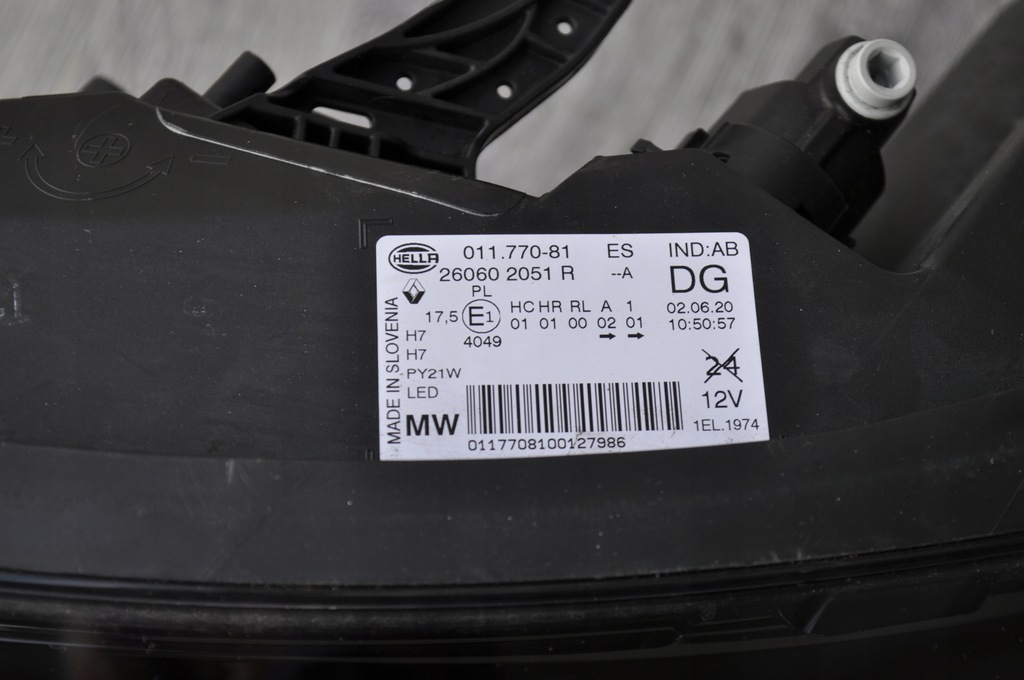 HELLA 011.770-81 ES IND:AB
26060 2051 R --A DG
PL
17,5 E1 HC HR RL A 1 02.06.20
01 01 00 02 01 10:50:57
4049
H7
H7
PY21W
LED
24
12V
MW
1EL.1974
0117708100127986
MADE IN SLOVENIA